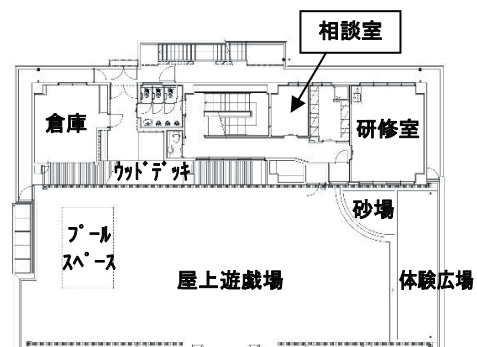 相談室
倉庫
研修室
ｳｯﾄﾞﾃﾞｯｷ
砂場
ﾌﾟｰﾙ
ｽﾍﾟｰｽ
屋上遊戯場
体験広場